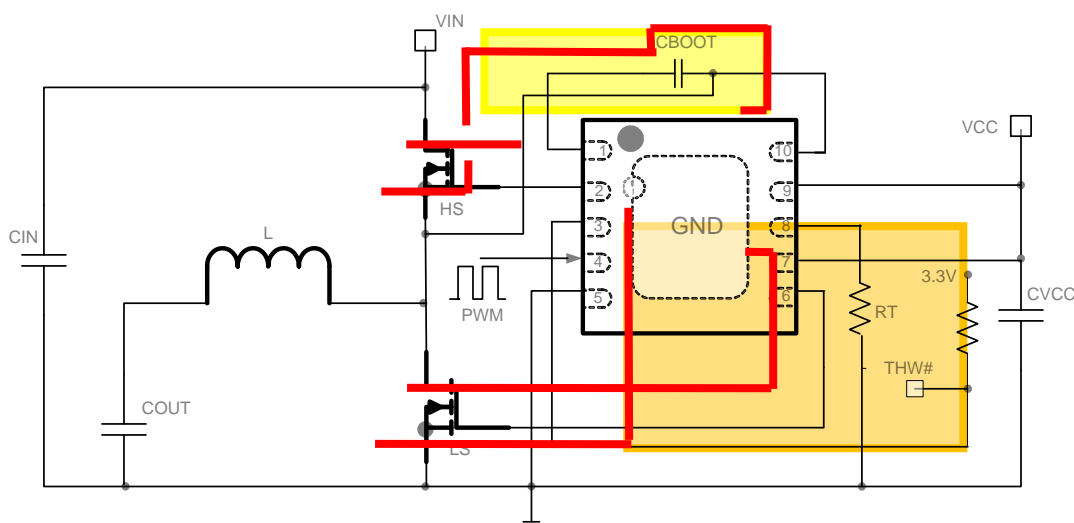 VIN
CBOOT
VCC
1
10
2
9
HS
3
GND
8
L
CIN
4
7
3.3V
5
6
CVCC
PWM
RT
THW#
COUT
LS